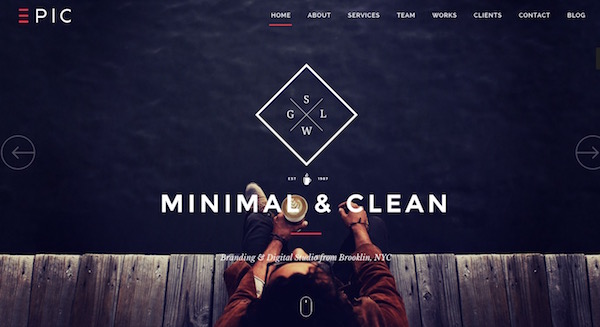 EPIC
HOME ABOUT SERVICES TEAM WORKS CLIENTS CONTACT BLOG
S
G L
W
EST 1987
MINIMAL & CLEAN
- Branding & Digital Studio from Brooklin, NYC